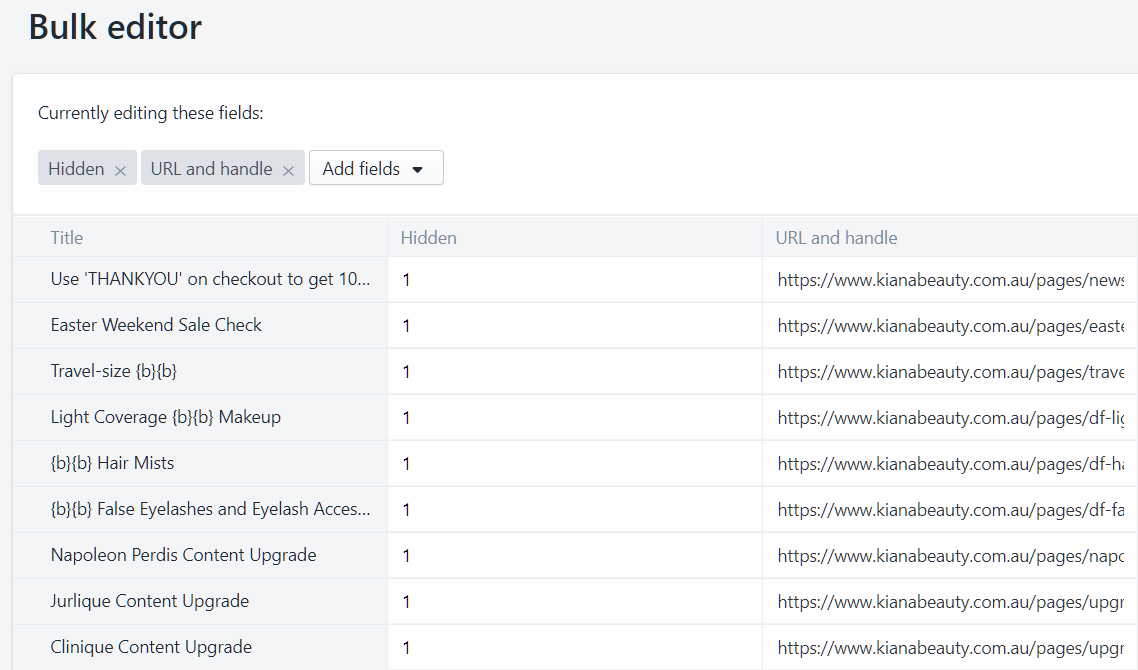 Bulk editor
Currently editing these fields:
Hidden × URL and handle × Add fields
Title Hidden URL and handle
Use 'THANKYOU' on checkout to get 10... 1 https://www.kianabeauty.com.au/pages/news
Easter Weekend Sale Check 1 https://www.kianabeauty.com.au/pages/easte
Travel-size {b}{b} 1 https://www.kianabeauty.com.au/pages/trave
Light Coverage {b}{b} Makeup 1 https://www.kianabeauty.com.au/pages/df-lig
{b}{b} Hair Mists 1 https://www.kianabeauty.com.au/pages/df-ha
{b}{b} False Eyelashes and Eyelash Acces... 1 https://www.kianabeauty.com.au/pages/df-fa
Napoleon Perdis Content Upgrade 1 https://www.kianabeauty.com.au/pages/napo
Jurlique Content Upgrade 1 https://www.kianabeauty.com.au/pages/upgr
Clinique Content Upgrade 1 https://www.kianabeauty.com.au/pages/upgr